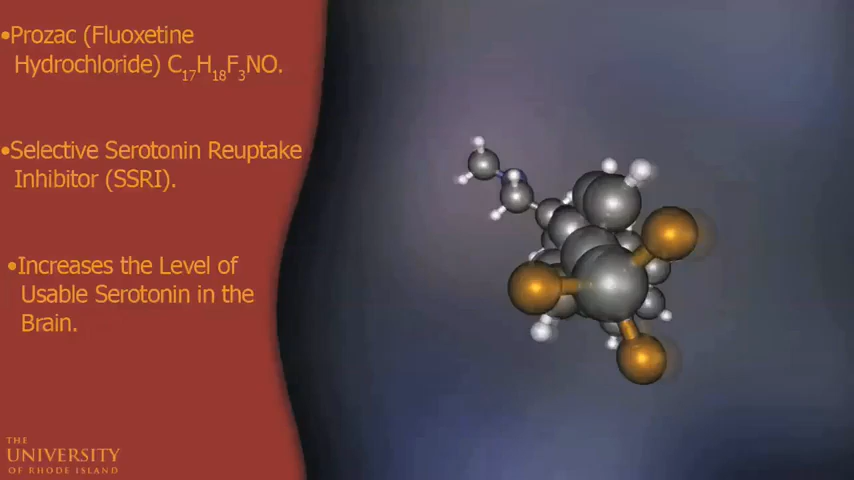 •Prozac (Fluoxetine
Hydrochloride) C₁₇H₁₈F₃NO.
•Selective Serotonin Reuptake
Inhibitor (SSRI).
•Increases the Level of
Usable Serotonin in the
Brain.
THE
UNIVERSITY
OF RHODE ISLAND